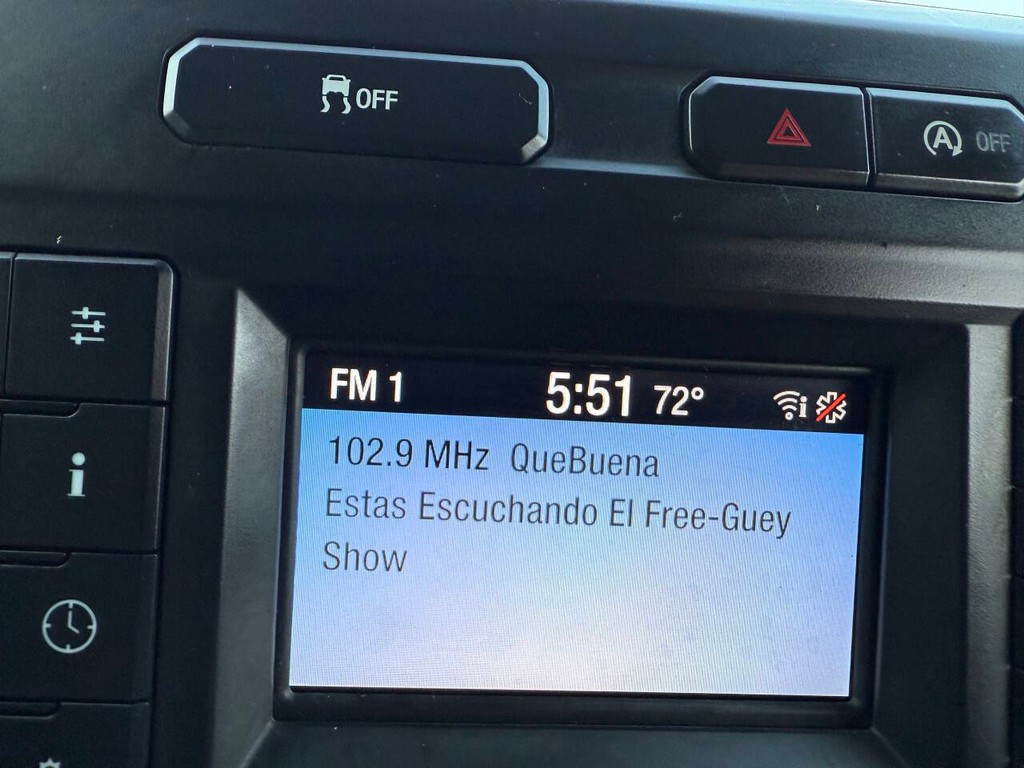 OFF
A OFF
FM 1 5:51 72°
102.9 MHz QueBuena
Estas Escuchando El Free-Guey
Show